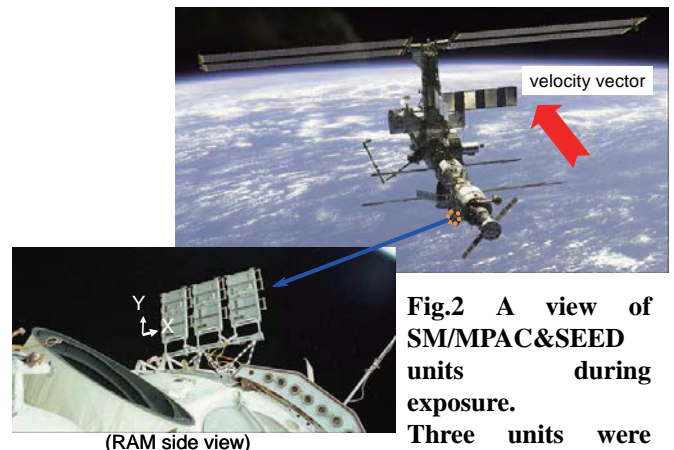 velocity vector
Y
X
(RAM side view)
Fig.2 A view of
SM/MPAC&SEED
units during
exposure.
Three units were